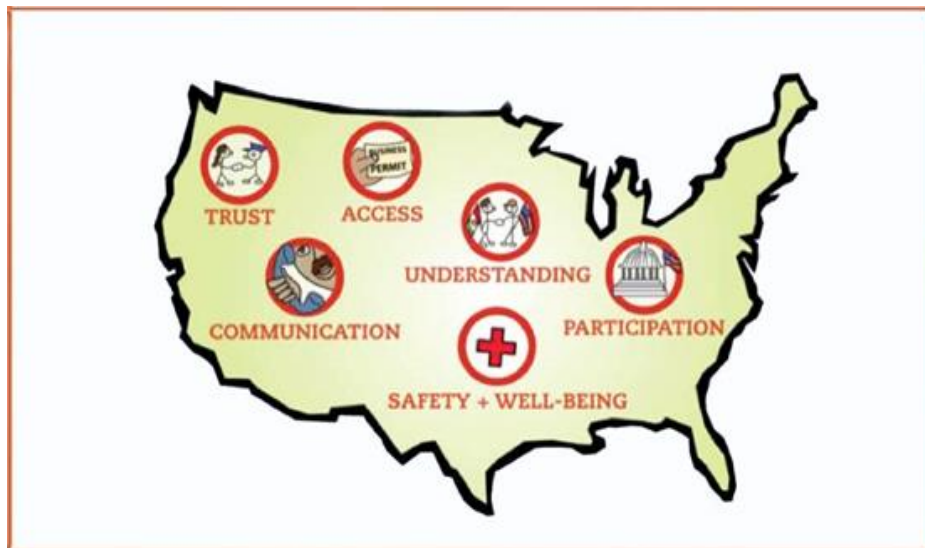 BUSINESS
PERMIT
TRUST
ACCESS
UNDERSTANDING
COMMUNICATION
PARTICIPATION
SAFETY + WELL-BEING